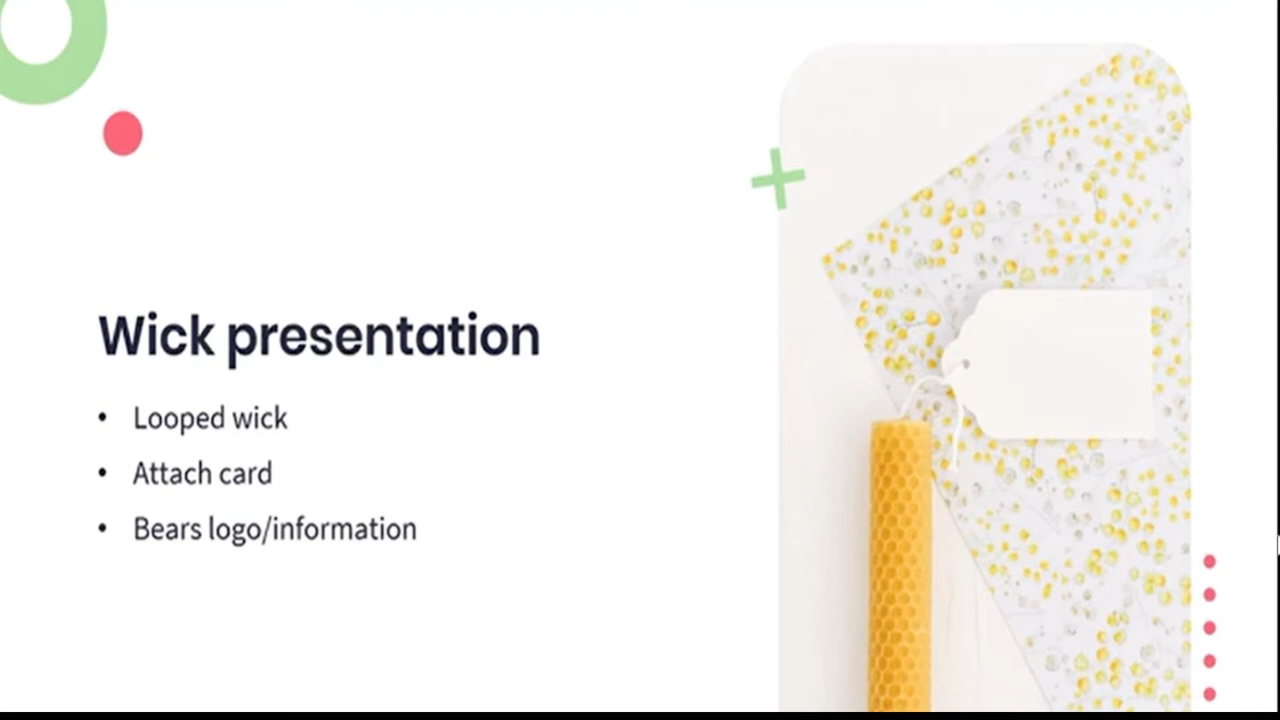 Wick presentation
• Looped wick
• Attach card
• Bears logo/information